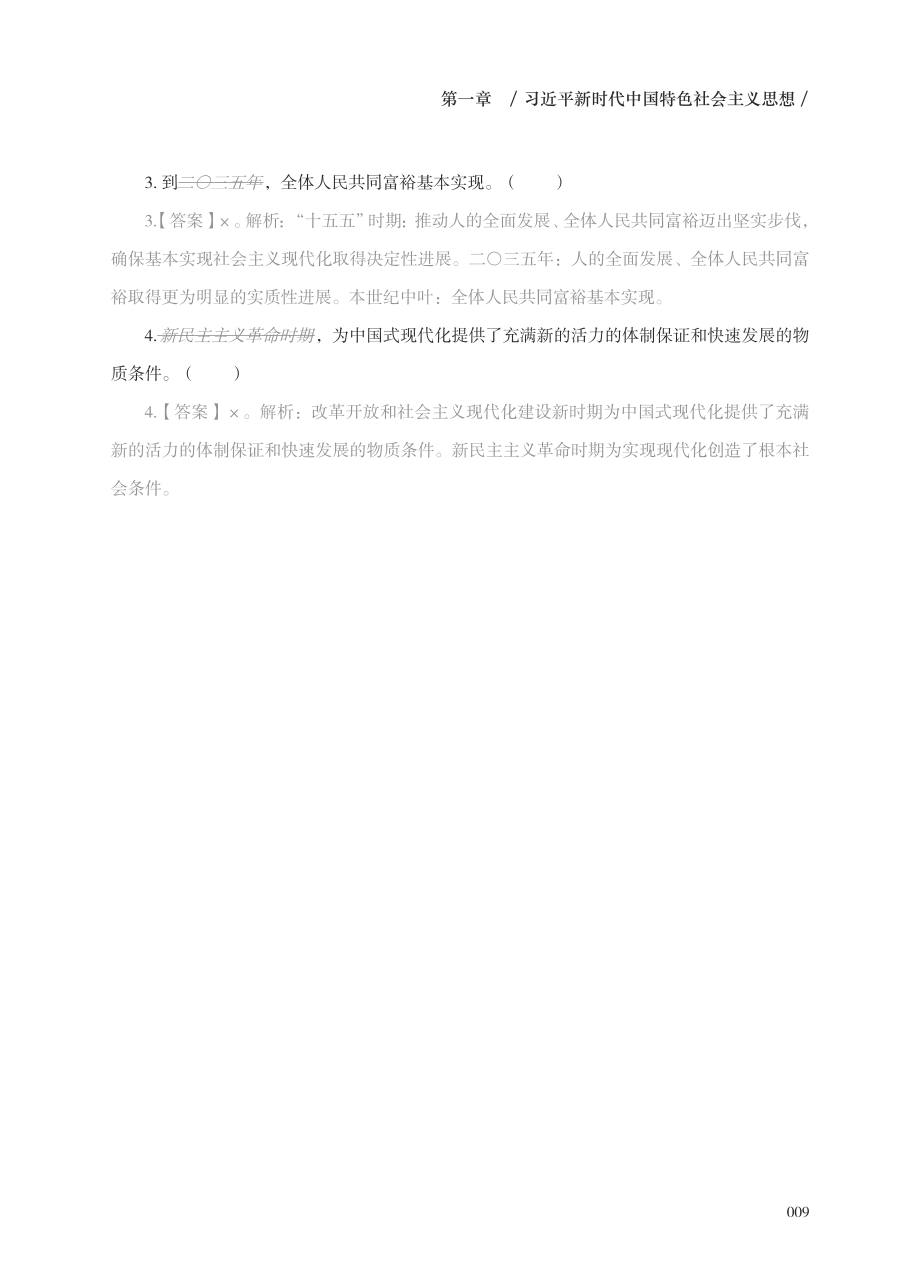 第一章 / 习近平新时代中国特色社会主义思想 /
3. 到二〇三五年，全体人民共同富裕基本实现。（  ）
3.【答案】×。解析：“十五五”时期：推动人的全面发展、全体人民共同富裕迈出坚实步伐，
确保基本实现社会主义现代化取得决定性进展。二〇三五年：人的全面发展、全体人民共同富
裕取得更为明显的实质性进展。本世纪中叶：全体人民共同富裕基本实现。
4. 新民主主义革命时期，为中国式现代化提供了充满新的活力的体制保证和快速发展的物
质条件。（  ）
4.【答案】×。解析：改革开放和社会主义现代化建设新时期为中国式现代化提供了充满
新的活力的体制保证和快速发展的物质条件。新民主主义革命时期为实现现代化创造了根本社
会条件。
009